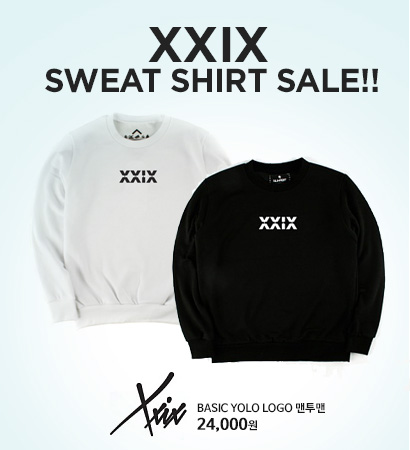 XXIX
SWEAT SHIRT SALE!!
XXIX
XXIX
Xxix
BASIC YOLO LOGO 맨투맨
24,000원